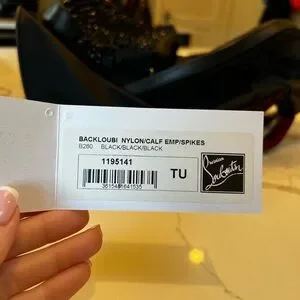 BACKLOUBI NYLON/CALF EMP/SPIKES
B260 BLACK/BLACK/BLACK
1195141
TU
Christian
Louboutin